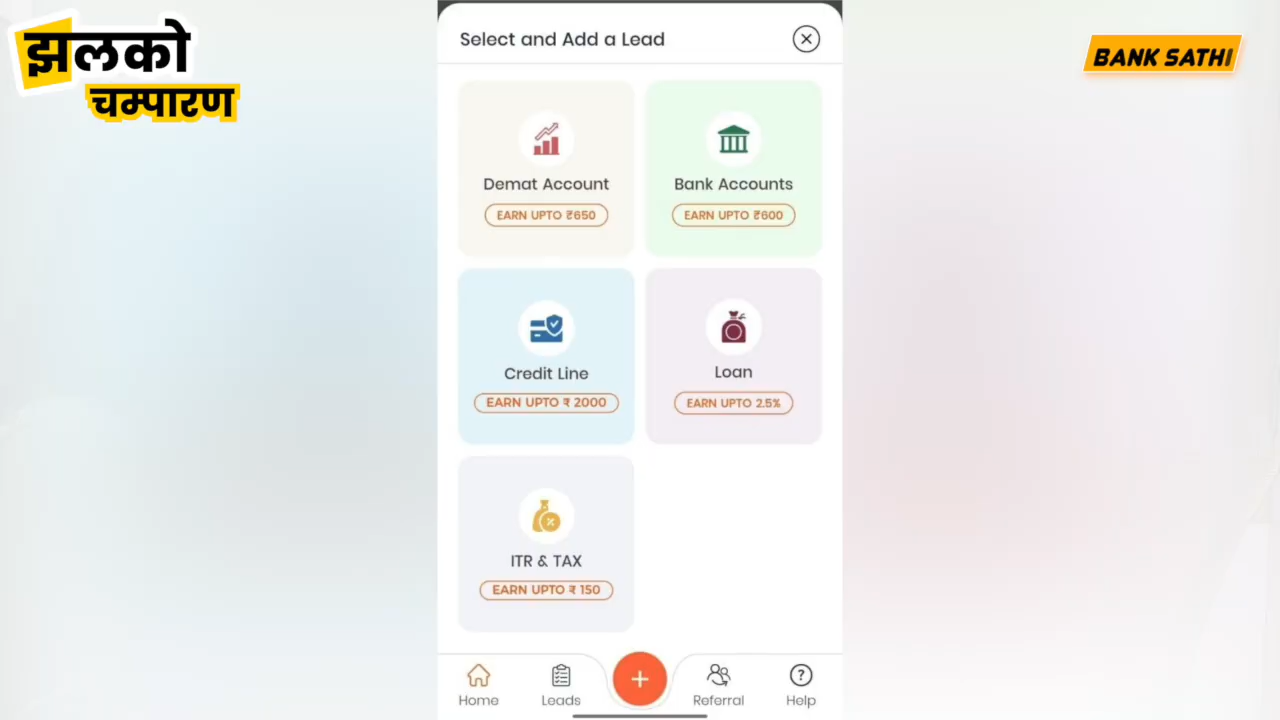 झलको
चम्पारण
BANK SATHI
Select and Add a Lead
Demat Account
EARN UPTO ₹650
Bank Accounts
EARN UPTO ₹600
Credit Line
EARN UPTO ₹ 2000
Loan
EARN UPTO 2.5%
ITR & TAX
EARN UPTO ₹ 150
Home
Leads
Referral
Help